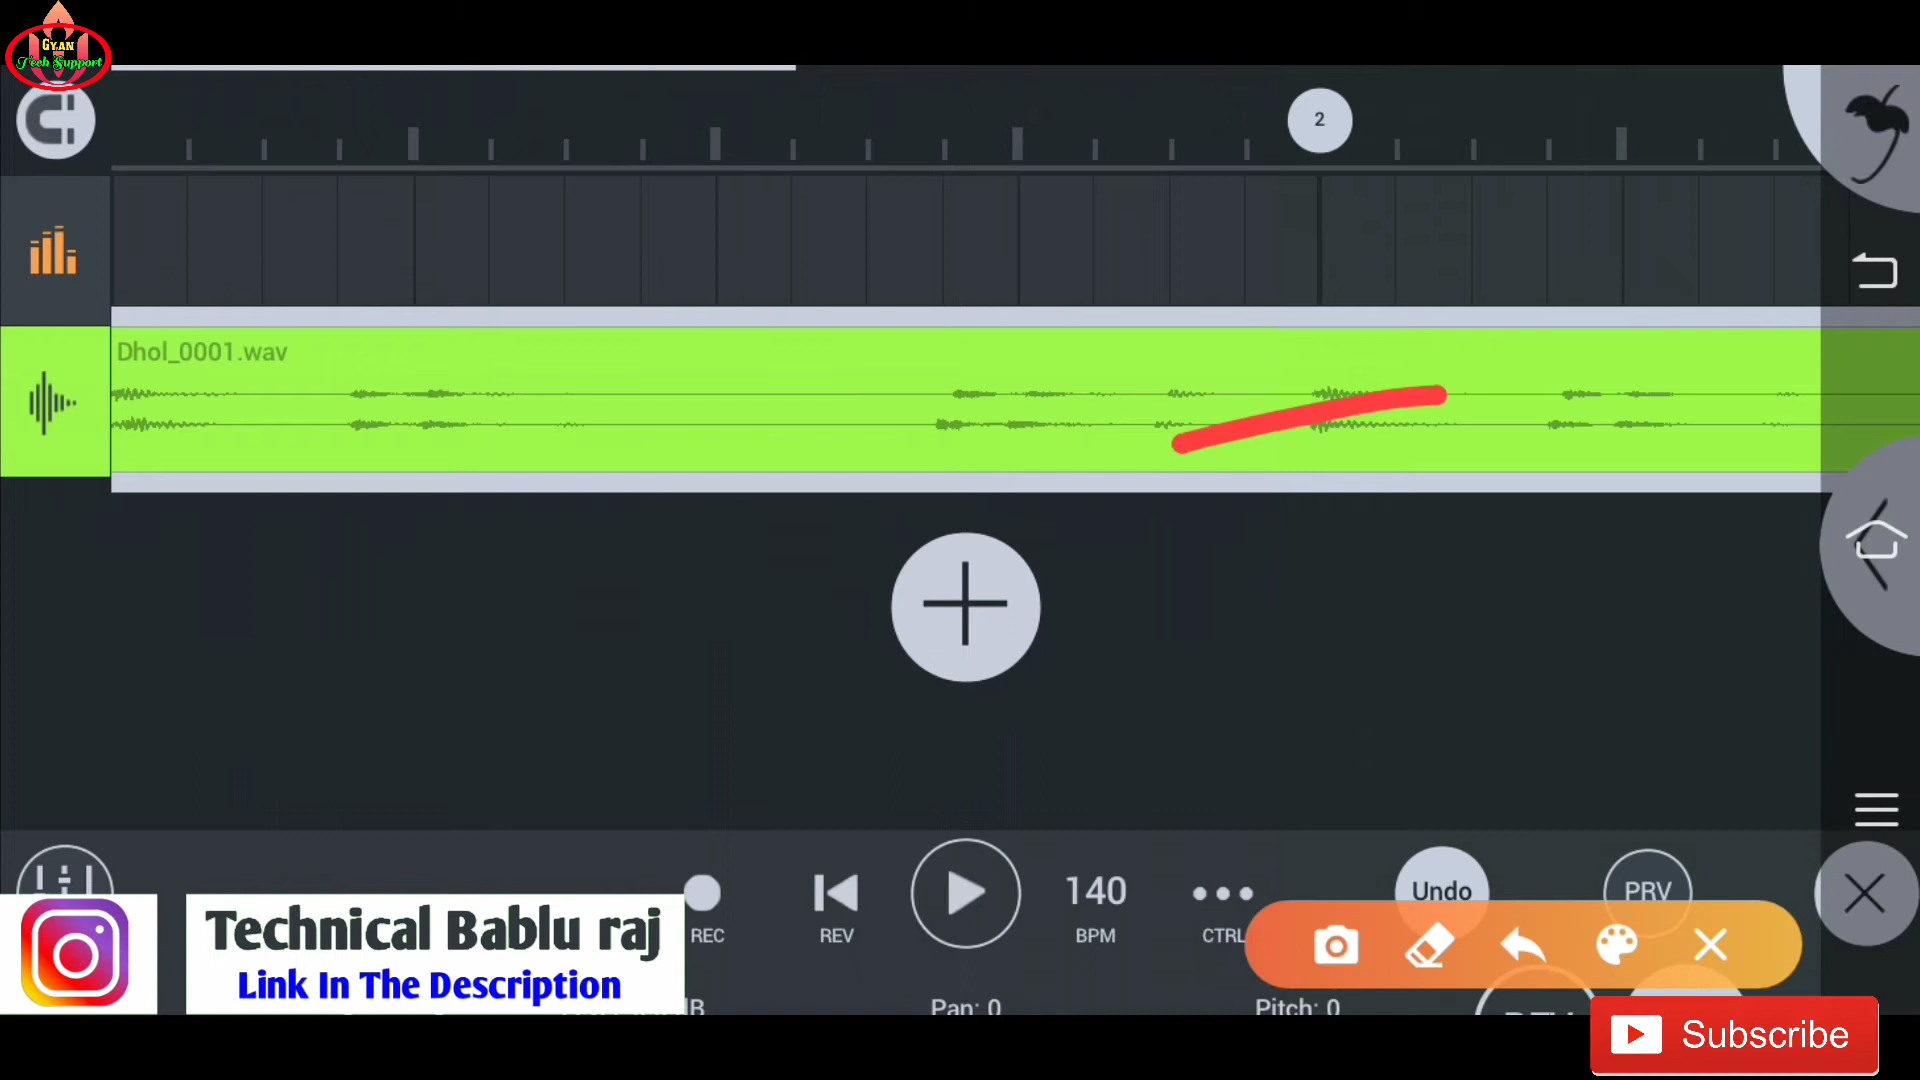 Gyan
Tech Support
2
Dhol_0001.wav
140
Undo
PRV
REC
REV
BPM
CTRL
Technical Bablu raj
Link In The Description
Pan: 0
Pitch: 0
Subscribe